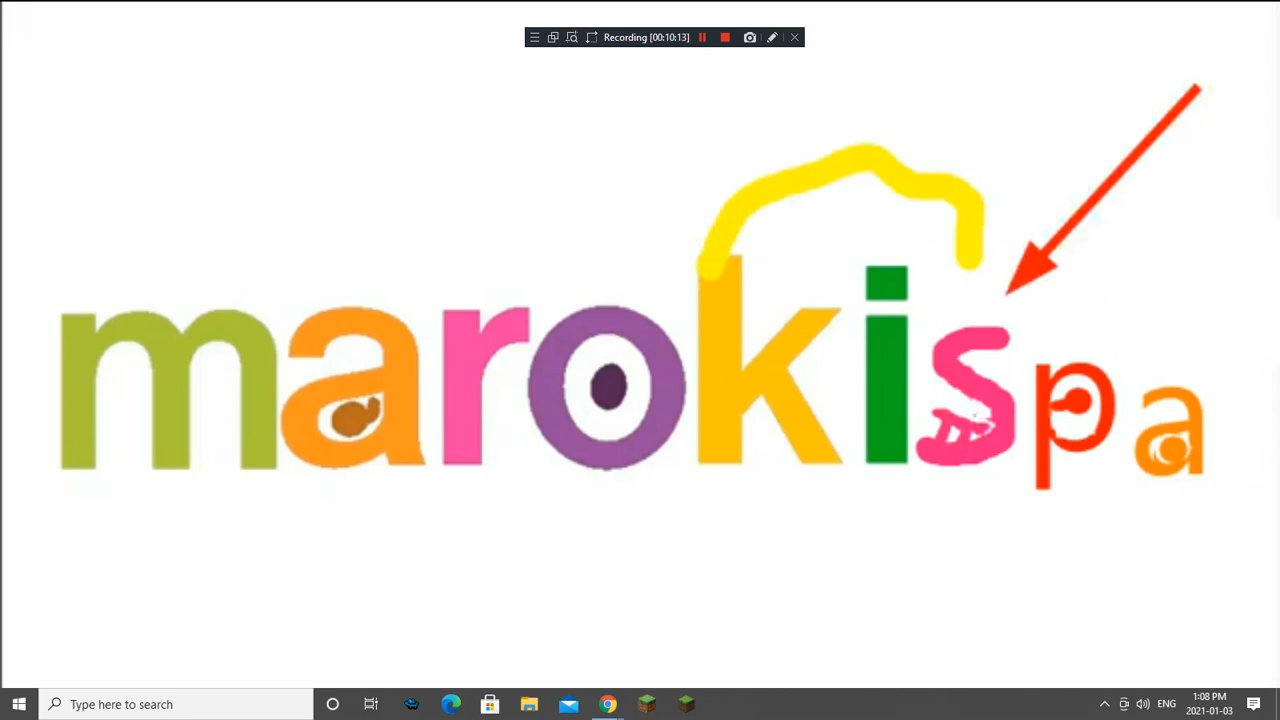 Recording [00:10:13]
marokispa
Type here to search
ENG
1:08 PM
2021-01-03